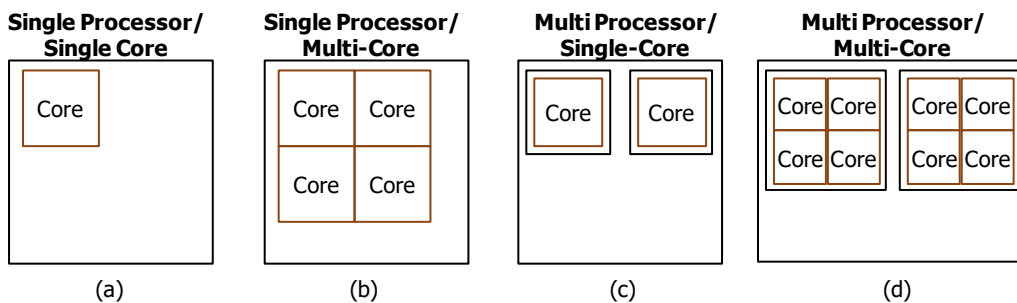 Single Processor/
Single Core
Single Processor/
Multi-Core
Multi Processor/
Single-Core
Multi Processor/
Multi-Core
Core
Core Core
Core Core
Core Core
Core Core Core Core
Core Core Core Core
(a) (b) (c) (d)